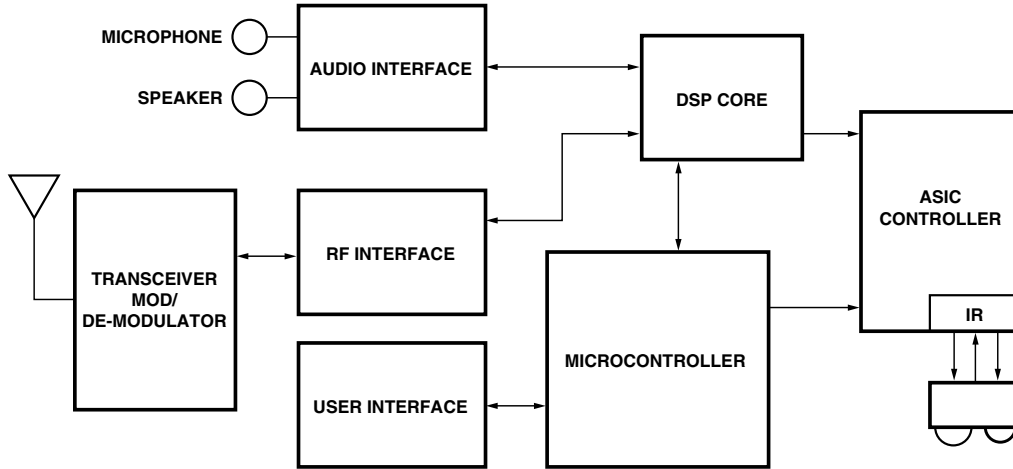 MICROPHONE
SPEAKER
AUDIO INTERFACE
DSP CORE
ASIC
CONTROLLER
TRANSCEIVER
MOD/
DE-MODULATOR
RF INTERFACE
IR
MICROCONTROLLER
USER INTERFACE